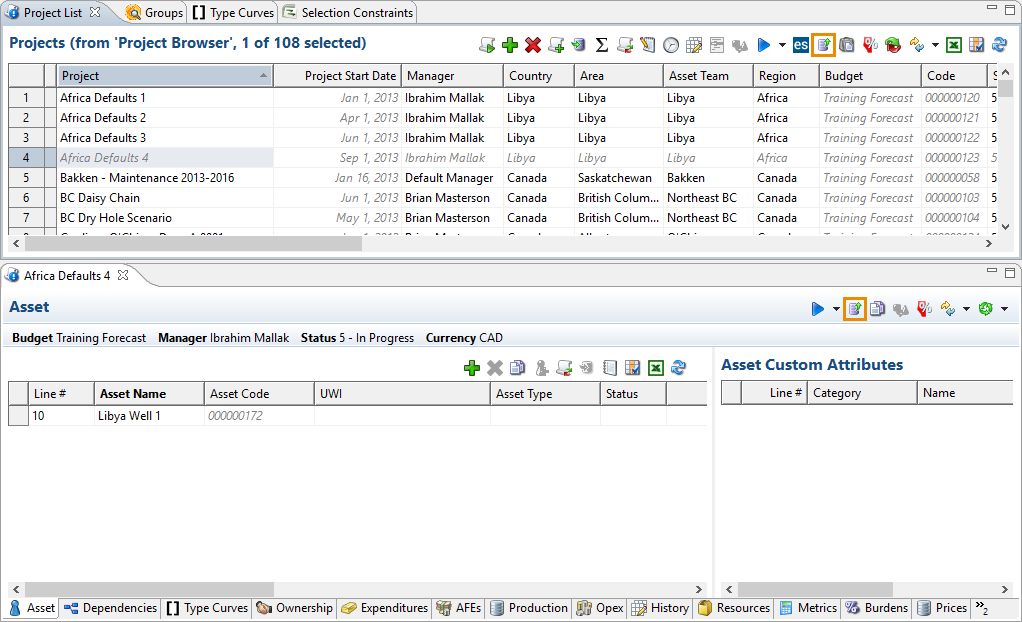 Project List Groups Type Curves Selection Constraints
Projects (from 'Project Browser', 1 of 108 selected)
es
Project Project Start Date Manager Country Area Asset Team Region Budget Code S
1 Africa Defaults 1 Jan 1, 2013 Ibrahim Mallak Libya Libya Libya Africa Training Forecast 000000120 5
2 Africa Defaults 2 Apr 1, 2013 Ibrahim Mallak Libya Libya Libya Africa Training Forecast 000000121 5
3 Africa Defaults 3 Jun 1, 2013 Ibrahim Mallak Libya Libya Libya Africa Training Forecast 000000122 5
4 Africa Defaults 4 Sep 1, 2013 Ibrahim Mallak Libya Libya Libya Africa Training Forecast 000000123 5
5 Bakken - Maintenance 2013-2016 Jan 16, 2013 Default Manager Canada Saskatchewan Bakken Canada Training Forecast 000000058 5
6 BC Daisy Chain Jun 1, 2013 Brian Masterson Canada British Colum... Northeast BC Canada Training Forecast 000000103 5
7 BC Dry Hole Scenario May 1, 2013 Brian Masterson Canada British Colum... Northeast BC Canada Training Forecast 000000104 5
Africa Defaults 4
Asset
Budget Training Forecast Manager Ibrahim Mallak Status 5 - In Progress Currency CAD
Asset Custom Attributes
Line # Asset Name Asset Code UWI Asset Type Status
Line # Category Name
10 Libya Well 1 000000172
Asset Dependencies Type Curves Ownership Expenditures AFEs Production Opex History Resources Metrics Burdens Prices »2